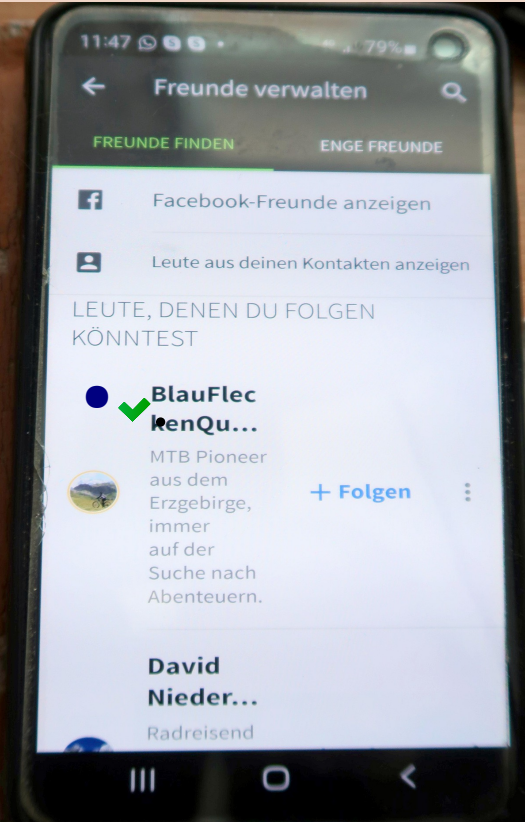 11:47
79%
Freunde verwalten
FREUNDE FINDEN
ENGE FREUNDE
Facebook-Freunde anzeigen
Leute aus deinen Kontakten anzeigen
LEUTE, DENEN DU FOLGEN
KÖNNTEST
BlauFlec
kenQu...
MTB Pioneer
aus dem
Erzgebirge,
immer
auf der
Suche nach
Abenteuern.
+ Folgen
David
Nieder...
Radreisend